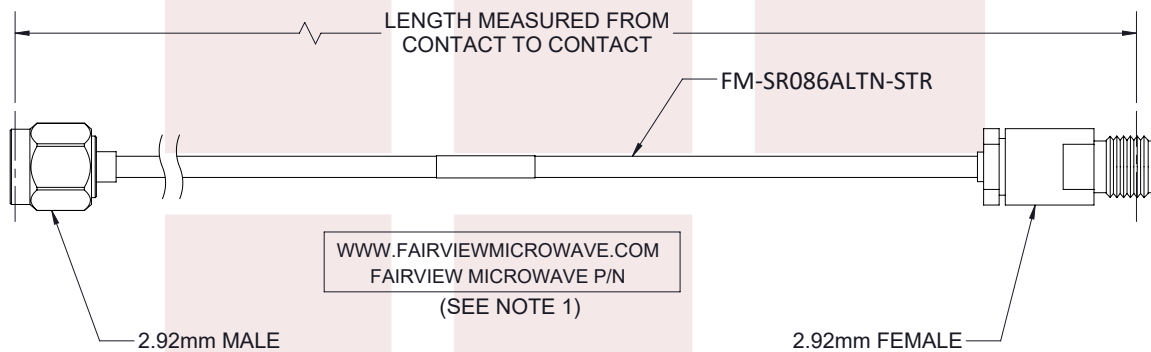 LENGTH MEASURED FROM
CONTACT TO CONTACT
FM-SR086ALTN-STR
WWW.FAIRVIEWMICROWAVE.COM
FAIRVIEW MICROWAVE P/N
(SEE NOTE 1)
2.92mm MALE
2.92mm FEMALE